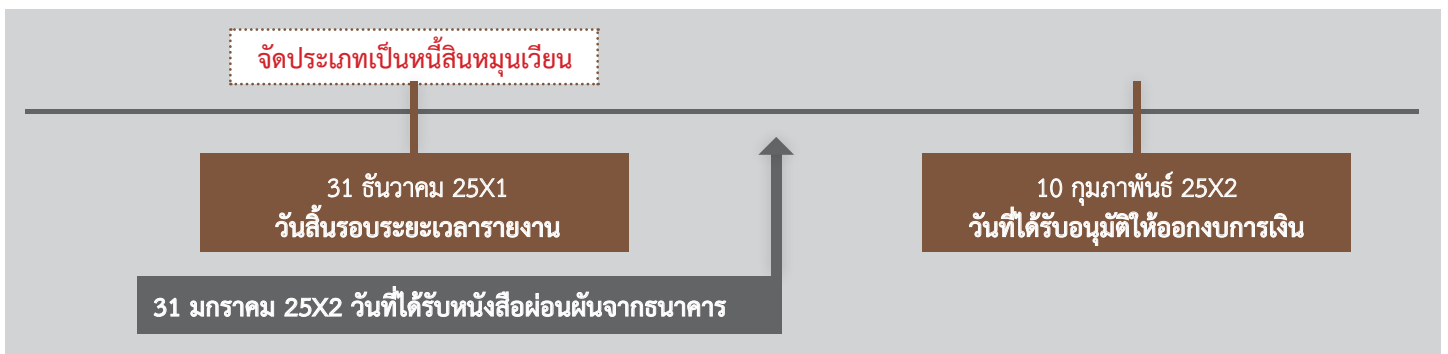 จัดประเภทเป็นหนี้สินหมุนเวียน
31 ธันวาคม 25X1
วันสิ้นรอบระยะเวลารายงาน
10 กุมภาพันธ์ 25X2
วันที่ได้รับอนุมัติให้ออกงบการเงิน
31 มกราคม 25X2 วันที่ได้รับหนังสือผ่อนผันจากธนาคาร